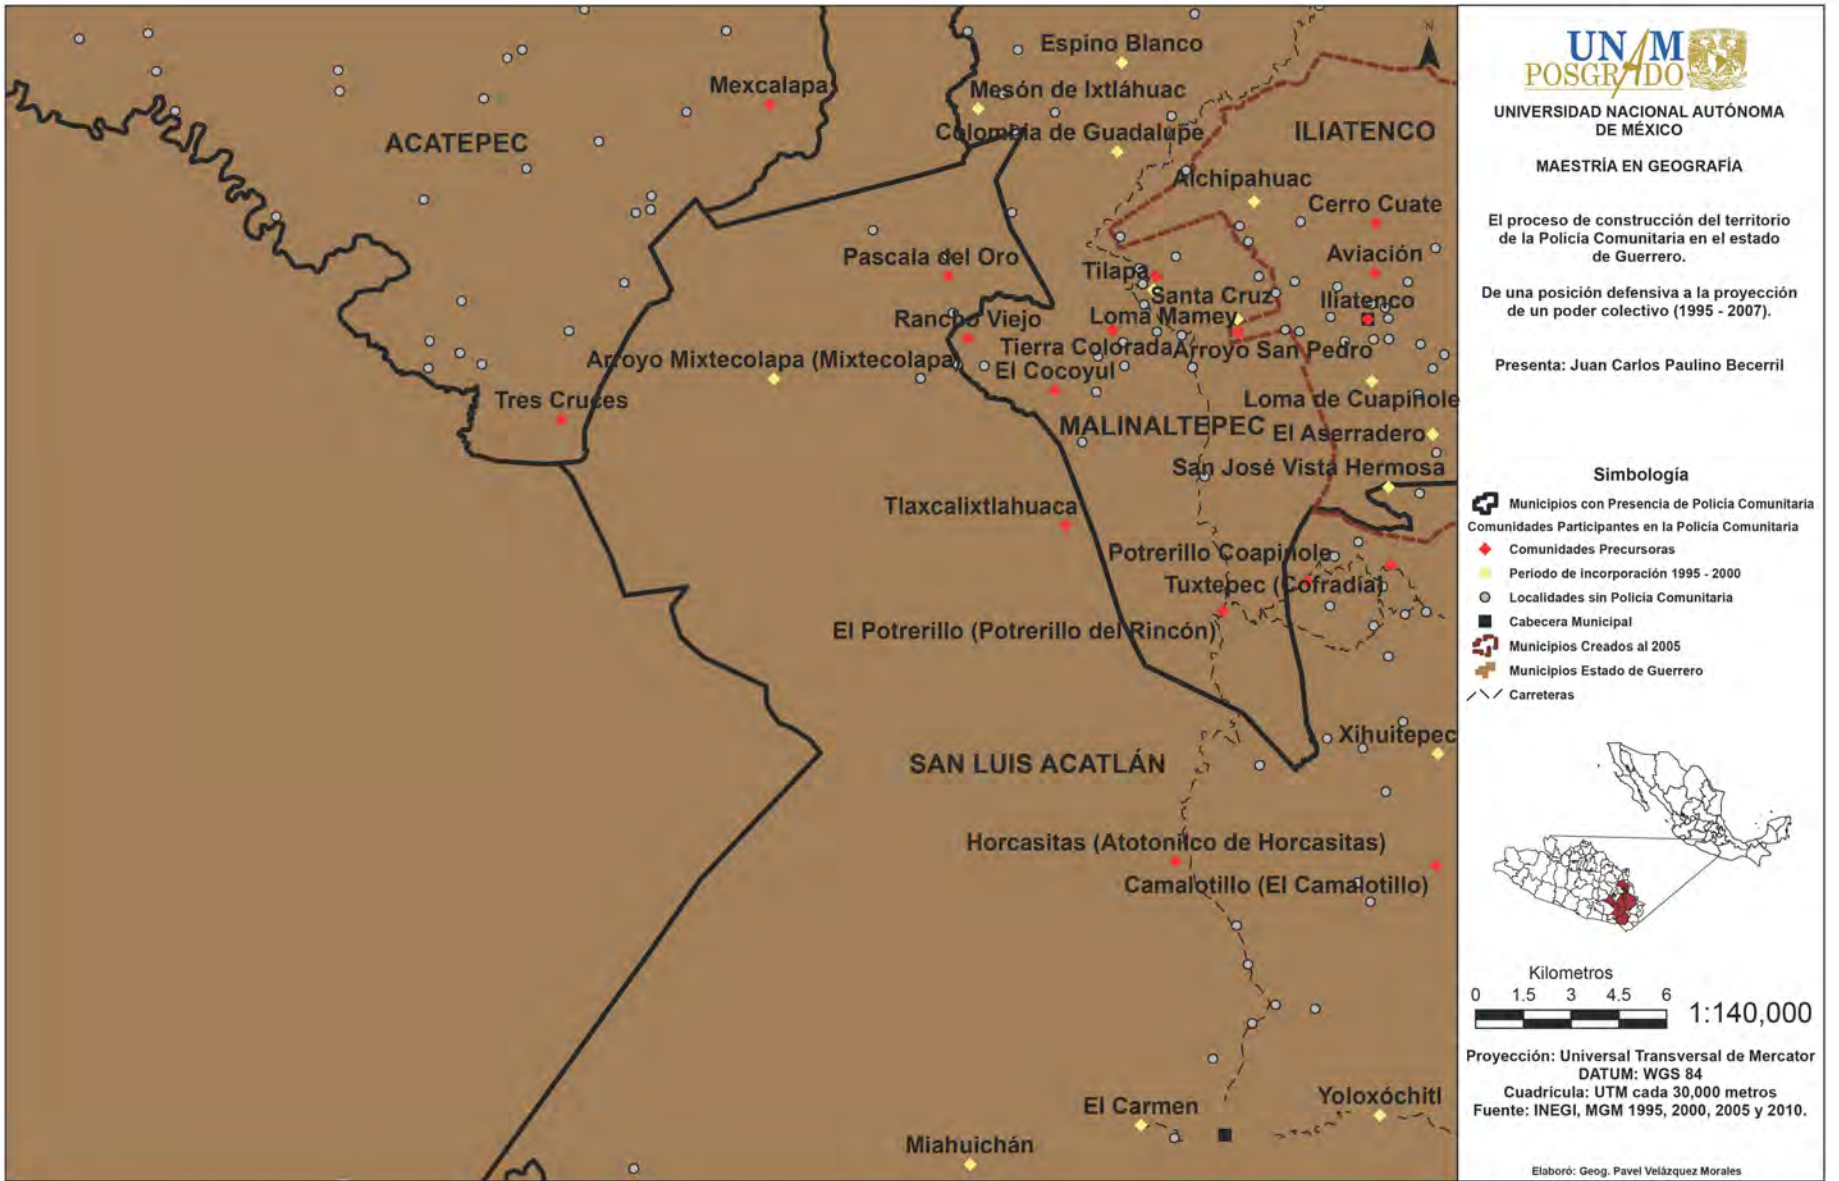 Espino Blanco
Mexcalapa
Mesón de Ixtláhuac
Colombia de Guadalupe
ILIATENCO
ACATEPEC
Alchipahuac
Cerro Cuate
Pascala del Oro
Aviación
Tilapa
Santa Cruz
Iliatenco
Rancho Viejo
Loma Mamey
Tierra Colorada
Arroyo San Pedro
Arroyo Mixtecolapa (Mixtecolapa)
El Cocoyul
Tres Cruces
Loma de Cuapinole
MALINALTEPEC
El Aserradero
San José Vista Hermosa
Tlaxcalixtlahuaca
Potrerillo Coapinole
Tuxtepec (Cofradía)
El Potrerillo (Potrerillo del Rincón)
Xihuitepec
SAN LUIS ACATLÁN
Horcasitas (Atotonilco de Horcasitas)
Camalotillo (El Camalotillo)
El Carmen
Yoloxóchitl
Miahuichán
N
UNAM
POSGRADO
UNIVERSIDAD NACIONAL AUTÓNOMA
DE MÉXICO
MAESTRÍA EN GEOGRAFÍA
El proceso de construcción del territorio
de la Policía Comunitaria en el estado
de Guerrero.
De una posición defensiva a la proyección
de un poder colectivo (1995 - 2007).
Presenta: Juan Carlos Paulino Becerril
Simbología
Municipios con Presencia de Policía Comunitaria
Comunidades Participantes en la Policía Comunitaria
Comunidades Precursoras
Periodo de incorporación 1995 - 2000
Localidades sin Policía Comunitaria
Cabecera Municipal
Municipios Creados al 2005
Municipios Estado de Guerrero
Carreteras
Kilometros
0 1.5 3 4.5 6
1:140,000
Proyección: Universal Transversal de Mercator
DATUM: WGS 84
Cuadrícula: UTM cada 30,000 metros
Fuente: INEGI, MGM 1995, 2000, 2005 y 2010.
Elaboró: Geog. Pavel Velázquez Morales